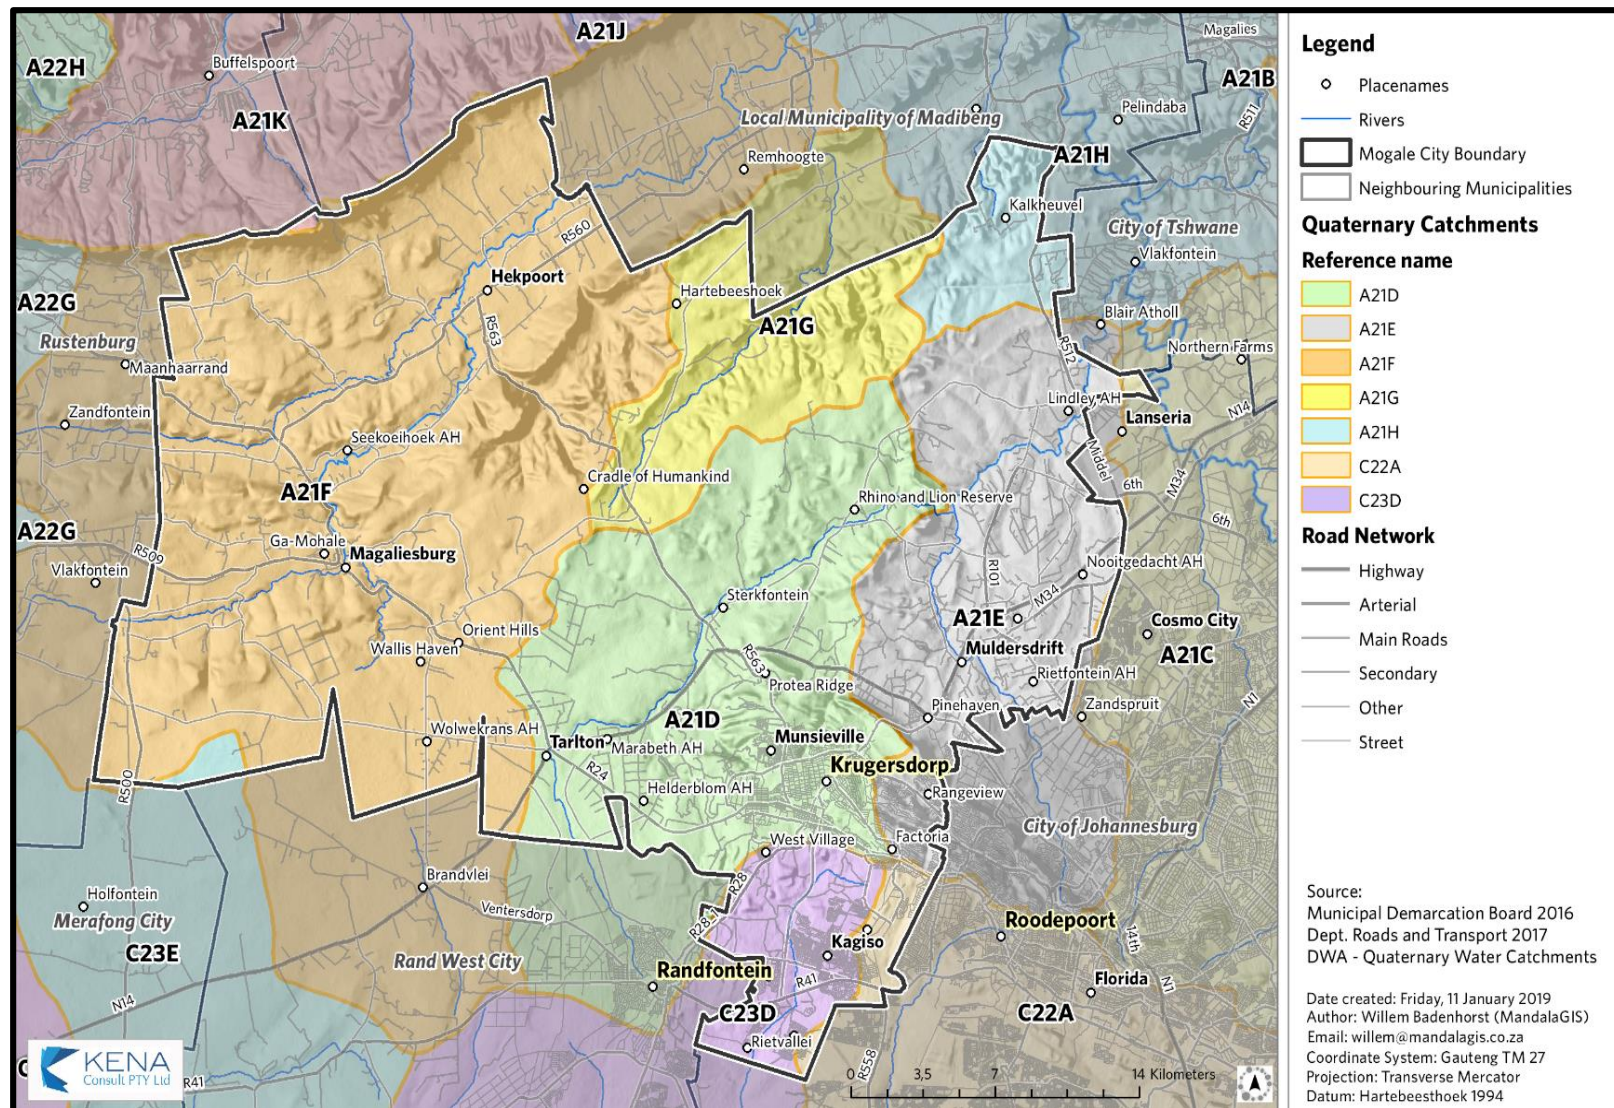 A21J
Magalies
A22H
Buffelspoort
A21B
Pelindaba
R511
A21K
Local Municipality of Madibeng
Remhoogte
A21H
Kalkheuvel
R560
City of Tshwane
Vlakfontein
Hekpoort
A22G
Hartebeeshoek
A21G
Blair Atholl
R563
R512
Rustenburg
Maanhaarrand
Northern Farms
Zandfontein
Lindley AH
Lanseria
N14
Seekoeihoek AH
Middel
Cradle of Humankind
6th
M34
A21F
Rhino and Lion Reserve
6th
A22G
Ga-Mohale
R509
Magaliesburg
Vlakfontein
R101
Nooitgedacht AH
M34
Sterkfontein
A21E
Cosmo City
Orient Hills
Wallis Haven
R563
Muldersdrift
A21C
Protea Ridge
Rietfontein AH
Pinehaven
Zandspruit
N1
A21D
Wolwekrans AH
Tarlton
Marabeth AH
Munsieville
R24
Krugersdorp
R500
Helderblom AH
Rangeview
City of Johannesburg
West Village
Factoria
Brandvlei
R28
Holfontein
Ventersdorp
Merafong City
R28_1
Roodepoort
14th
C23E
Kagiso
Rand West City
Randfontein
R41
Florida
N1
N14
C23D
C22A
Rietvallei
R558
C
KENA
Consult PTY Ltd
R41
0 3,5 7 14 Kilometers
Legend
Placenames
Rivers
Mogale City Boundary
Neighbouring Municipalities
Quaternary Catchments
Reference name
A21D
A21E
A21F
A21G
A21H
C22A
C23D
Road Network
Highway
Arterial
Main Roads
Secondary
Other
Street
Source:
Municipal Demarcation Board 2016
Dept. Roads and Transport 2017
DWA - Quaternary Water Catchments
Date created: Friday, 11 January 2019
Author: Willem Badenhorst (MandalaGIS)
Email: willem@mandalagis.co.za
Coordinate System: Gauteng TM 27
Projection: Transverse Mercator
Datum: Hartebeesthoek 1994